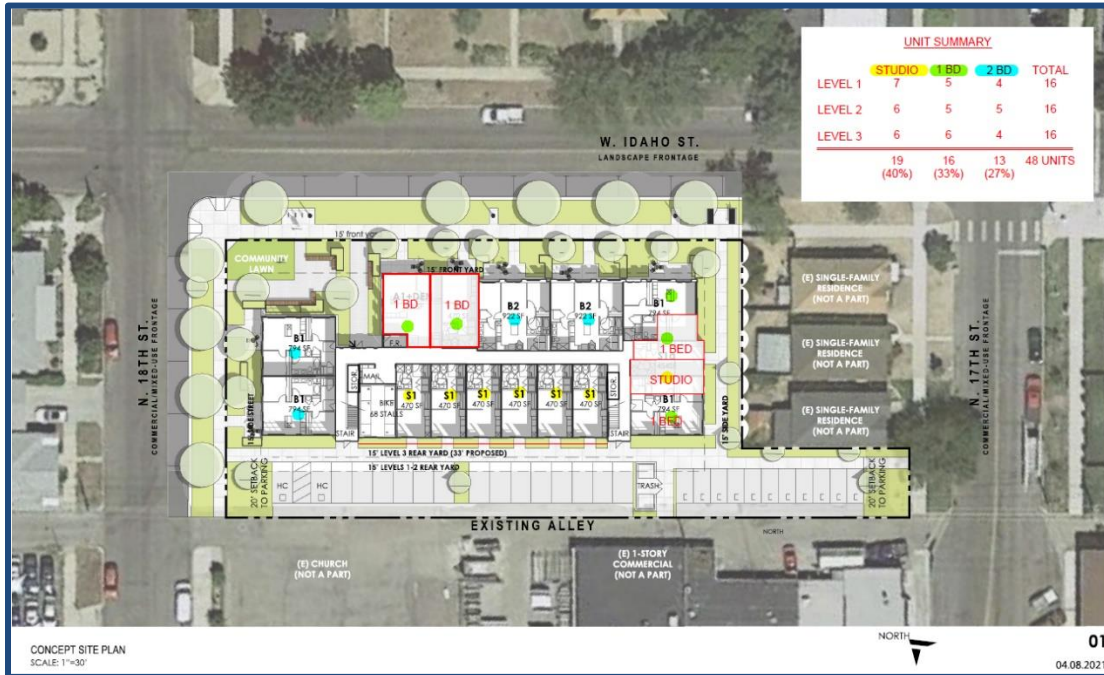 UNIT SUMMARY
STUDIO 1 BD 2 BD TOTAL
LEVEL 1 7 5 4 16
LEVEL 2 6 5 5 16
LEVEL 3 6 6 4 16
19 16 13 48 UNITS
(40%) (33%) (27%)
W. IDAHO ST.
LANDSCAPE FRONTAGE
15' front
COMMUNITY
LAWN
15' FRONT YARD
1 BD
1 BD
B2
922 SF
B2
922 SF
B1
794 SF
1 BED
STUDIO
B1
794 SF
1 BED
B1
794 SF
B1
794 SF
STOR
MAIL
BIKE
68 STALLS
STAIR
S1
470 SF
S1
470 SF
S1
470 SF
S1
470 SF
S1
470 SF
S1
470 SF
STOR
STAIR
15' SIDE STREET
15' SIDE YARD
15' LEVEL 3 REAR YARD (33' PROPOSED)
15' LEVELS 1-2 REAR YARD
20' SETBACK
TO PARKING
HC
HC
TRASH
20' SETBACK
TO PARKING
EXISTING ALLEY
NORTH
N. 18TH ST.
COMMERCIAL/MIXED-USE FRONTAGE
N. 17TH ST.
COMMERCIAL/MIXED-USE FRONTAGE
(E) SINGLE-FAMILY
RESIDENCE
(NOT A PART)
(E) SINGLE-FAMILY
RESIDENCE
(NOT A PART)
(E) SINGLE-FAMILY
RESIDENCE
(NOT A PART)
(E) CHURCH
(NOT A PART)
(E) 1-STORY
COMMERCIAL
(NOT A PART)
CONCEPT SITE PLAN
SCALE: 1"=30'
NORTH
01
04.08.2021